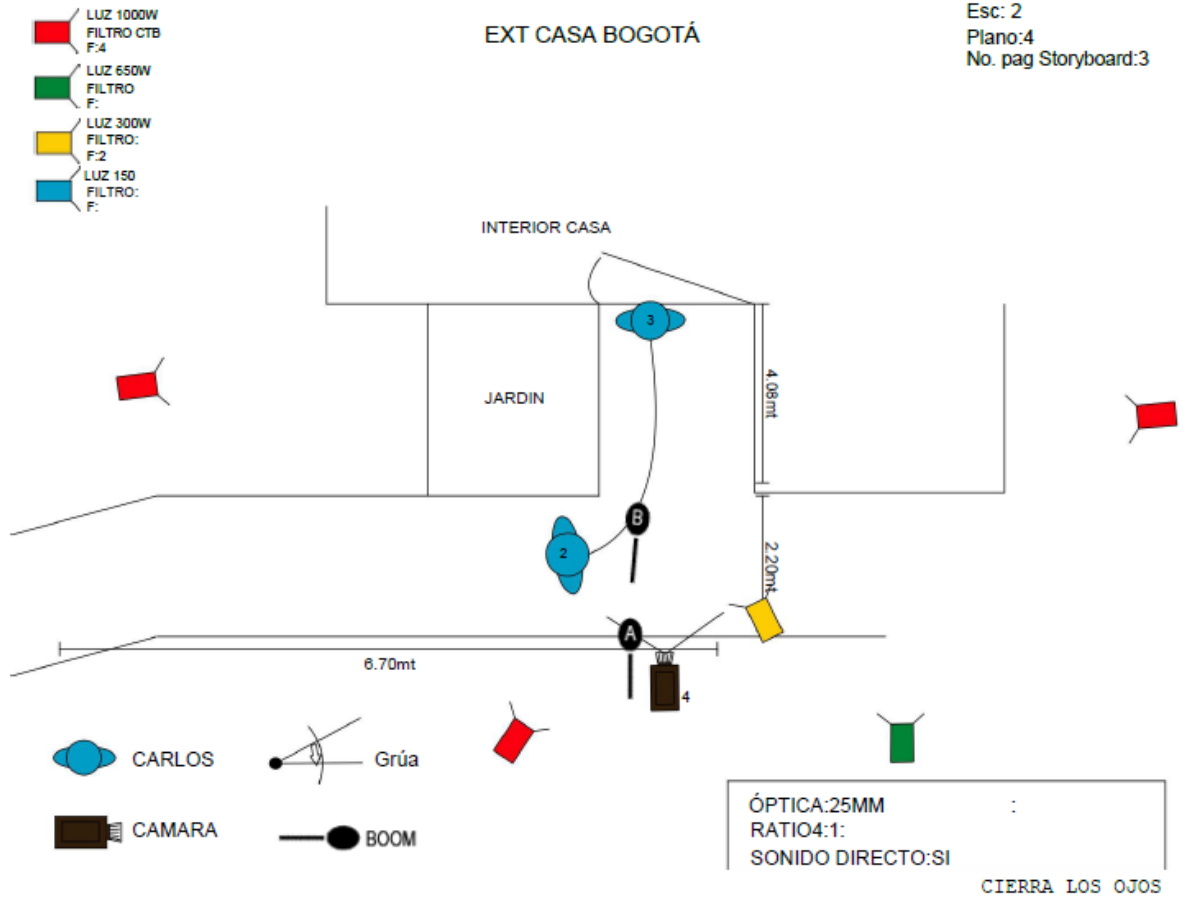 LUZ 1000W
FILTRO CTB
F:4
LUZ 650W
FILTRO
F:
LUZ 300W
FILTRO:
F:2
LUZ 150
FILTRO:
F:
EXT CASA BOGOTÁ
Esc: 2
Plano:4
No. pag Storyboard:3
INTERIOR CASA
3
JARDIN
4.08mt
B
2
2.20mt
A
6.70mt
4
CARLOS
Grúa
CAMARA
BOOM
ÓPTICA:25MM :
RATIO4:1:
SONIDO DIRECTO:SI
CIERRA LOS OJOS